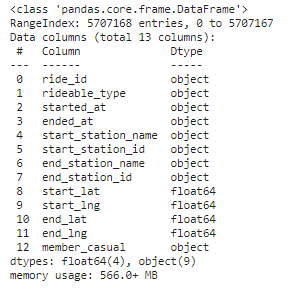 <class 'pandas.core.frame.DataFrame'>
RangeIndex: 5707168 entries, 0 to 5707167
Data columns (total 13 columns):
 #   Column              Dtype
---  ------              -----
 0   ride_id             object
 1   rideable_type       object
 2   started_at          object
 3   ended_at            object
 4   start_station_name  object
 5   start_station_id    object
 6   end_station_name    object
 7   end_station_id      object
 8   start_lat           float64
 9   start_lng           float64
 10  end_lat             float64
 11  end_lng             float64
 12  member_casual       object
dtypes: float64(4), object(9)
memory usage: 566.0+ MB